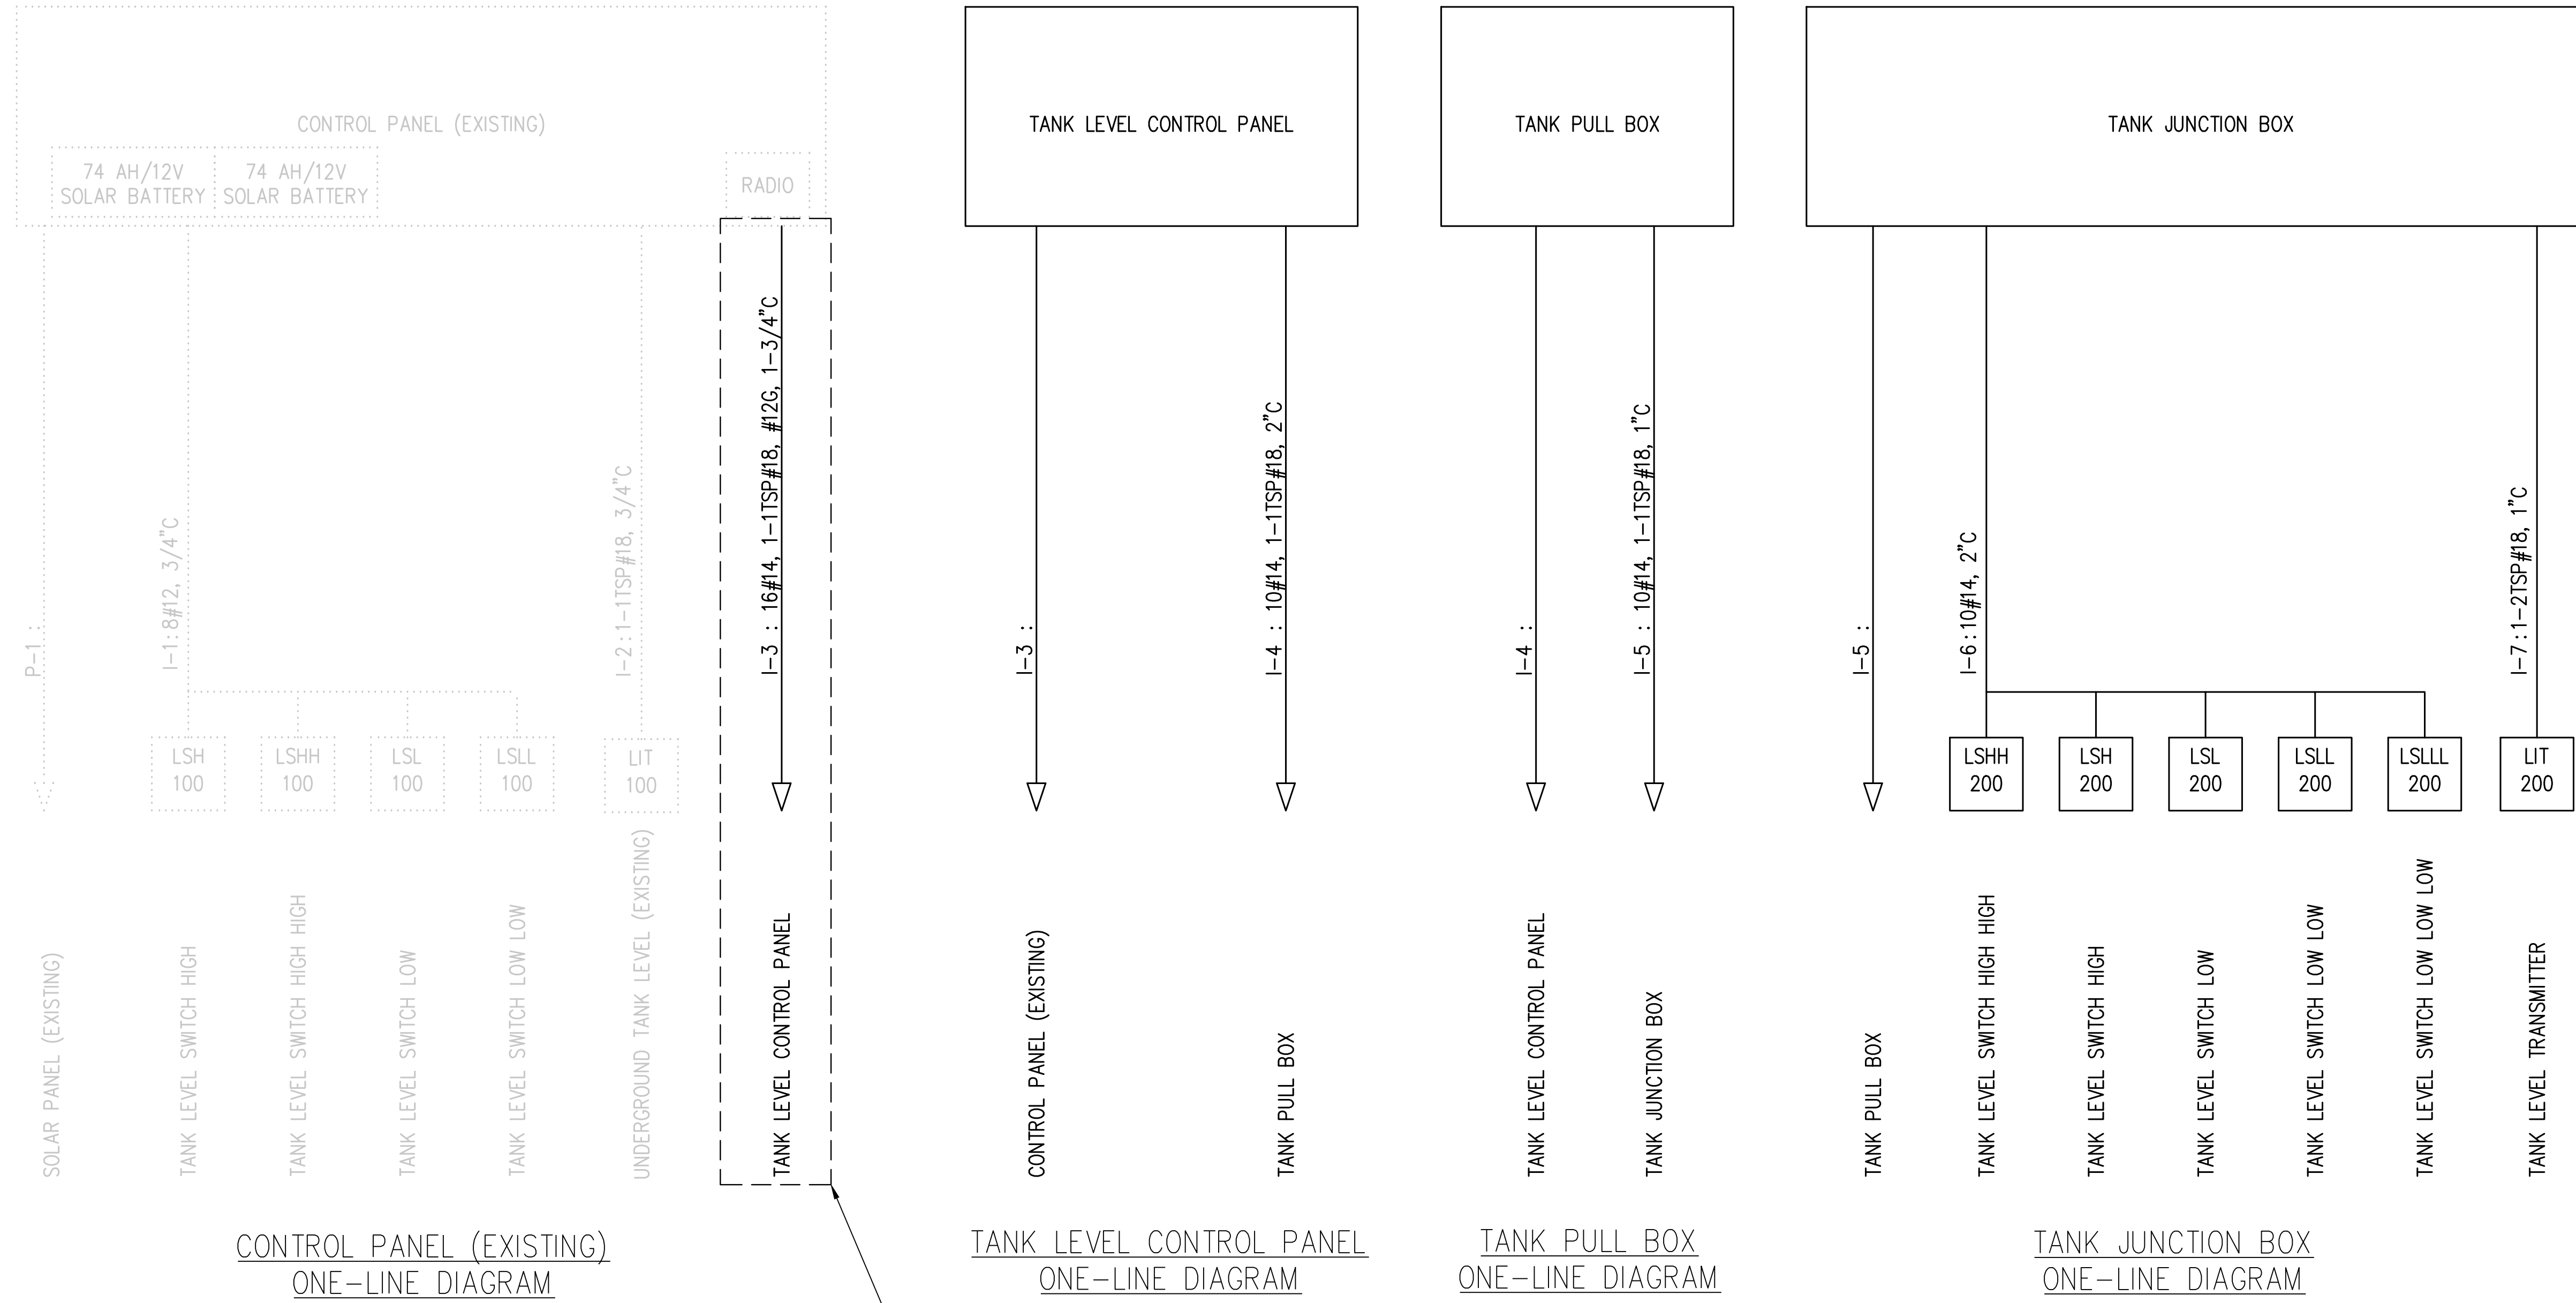 CONTROL PANEL (EXISTING)
74 AH/12V
SOLAR BATTERY
74 AH/12V
SOLAR BATTERY
RADIO
P-1 :
I-1:8#12, 3/4"C
I-2:1-1TSP#18, 3/4"C
I-3 : 16#14, 1-1TSP#18, #12G, 1-3/4"C
LSH
100
LSHH
100
LSL
100
LSLL
100
LIT
100
SOLAR PANEL (EXISTING)
TANK LEVEL SWITCH HIGH
TANK LEVEL SWITCH HIGH HIGH
TANK LEVEL SWITCH LOW
TANK LEVEL SWITCH LOW LOW
UNDERGROUND TANK LEVEL (EXISTING)
TANK LEVEL CONTROL PANEL
CONTROL PANEL (EXISTING)
ONE-LINE DIAGRAM
TANK LEVEL CONTROL PANEL
I-3 :
I-4 : 10#14, 1-1TSP#18, 2"C
CONTROL PANEL (EXISTING)
TANK PULL BOX
TANK LEVEL CONTROL PANEL
ONE-LINE DIAGRAM
TANK PULL BOX
I-4 :
I-5 : 10#14, 1-1TSP#18, 1"C
TANK LEVEL CONTROL PANEL
TANK JUNCTION BOX
TANK PULL BOX
ONE-LINE DIAGRAM
TANK JUNCTION BOX
I-5 :
I-6:10#14, 2"C
I-7:1-2TSP#18, 1"C
LSHH
200
LSH
200
LSL
200
LSLL
200
LSLLL
200
LIT
200
TANK PULL BOX
TANK LEVEL SWITCH HIGH HIGH
TANK LEVEL SWITCH HIGH
TANK LEVEL SWITCH LOW
TANK LEVEL SWITCH LOW LOW
TANK LEVEL SWITCH LOW LOW LOW
TANK LEVEL TRANSMITTER
TANK JUNCTION BOX
ONE-LINE DIAGRAM